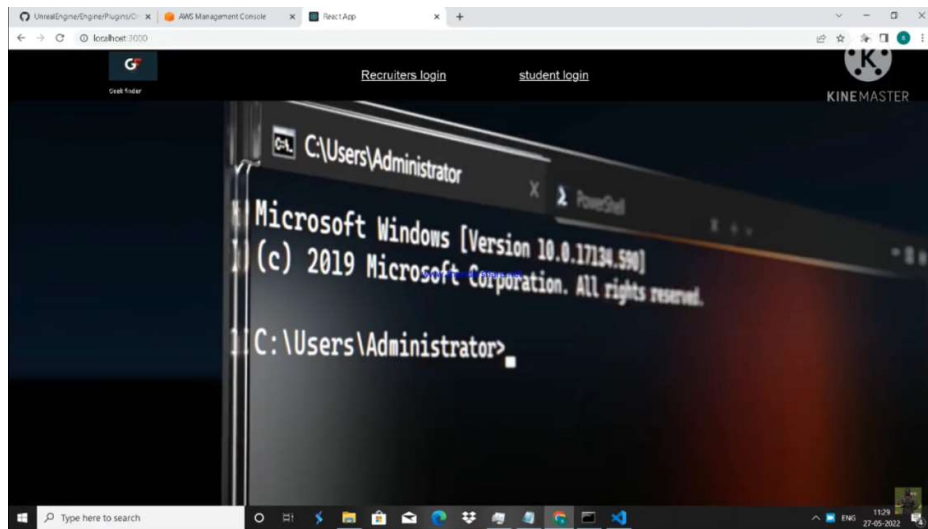 UnrealEngine/Engine/Plugins/Cr
AWS Management Console
React App
localhost:3000
GF
Geek finder
Recruiters login
student login
K
KINEMASTER
C:\Users\Administrator
PowerShell
Microsoft Windows [Version 10.0.17134.590]
(c) 2019 Microsoft Corporation. All rights reserved.
C:\Users\Administrator>
Type here to search
ENG
11:29
27-05-2022